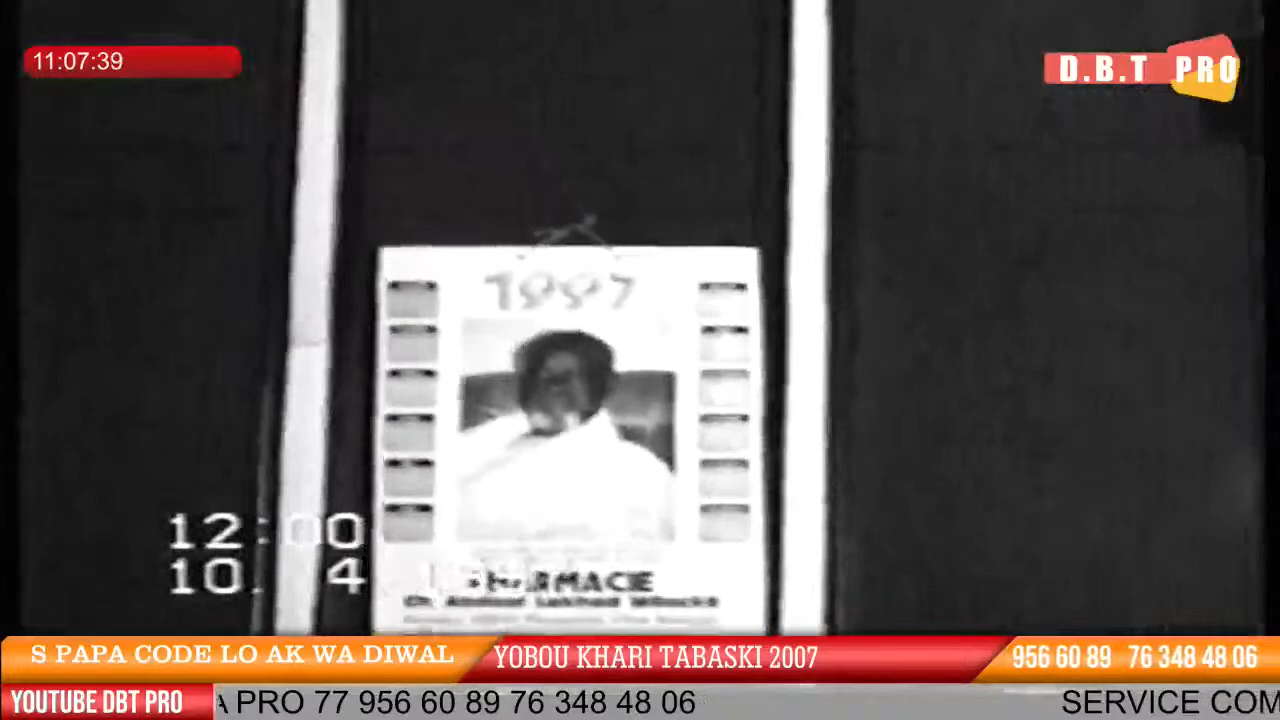 11:07:39
D.B.T PRO
1997
12:00
10. 4
PHARMACIE
S PAPA CODE LO AK WA DIWAL
YOBOU KHARI TABASKI 2007
956 60 89 76 348 48 06
YOUTUBE DBT PRO
A PRO 77 956 60 89 76 348 48 06
SERVICE COM